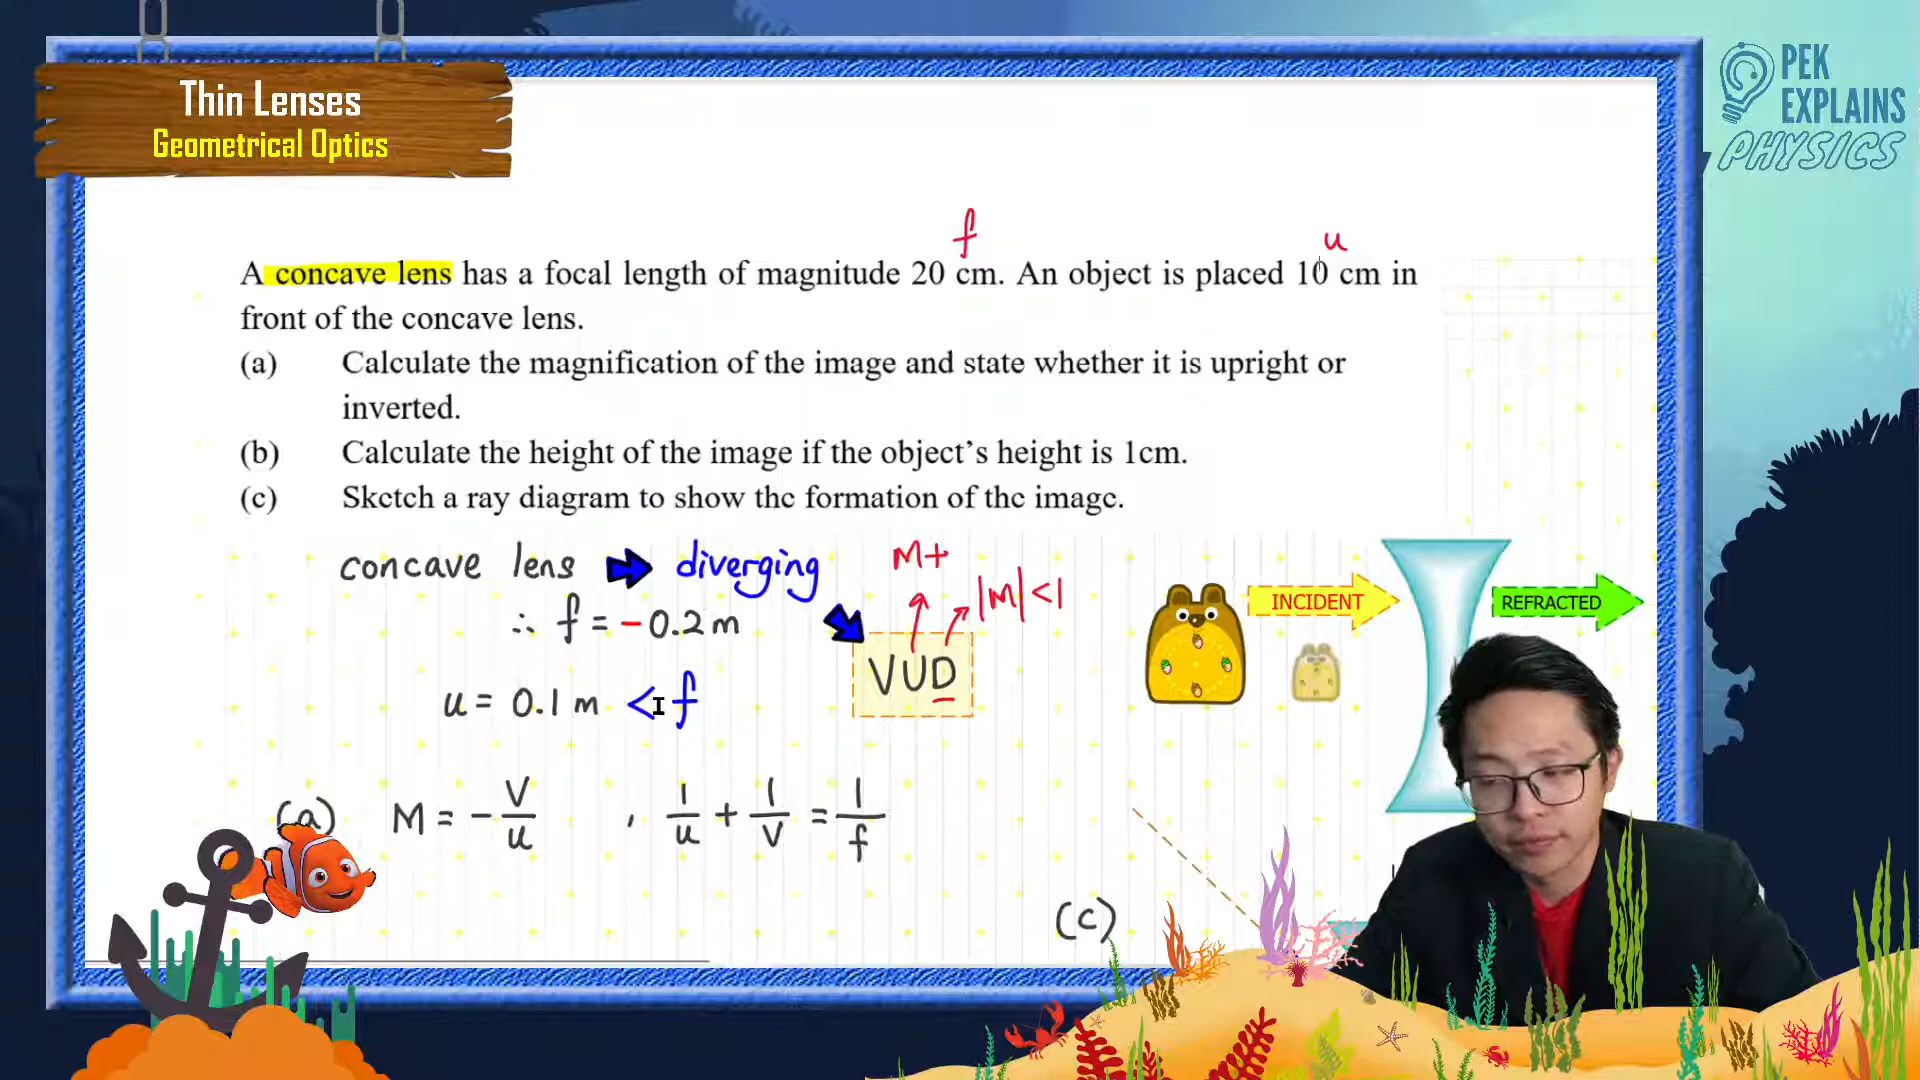 Thin Lenses
Geometrical Optics
PEK
EXPLAINS
PHYSICS
f
u
A concave lens has a focal length of magnitude 20 cm. An object is placed 10 cm in
front of the concave lens.
(a) Calculate the magnification of the image and state whether it is upright or
inverted.
(b) Calculate the height of the image if the object's height is 1cm.
(c) Sketch a ray diagram to show the formation of the image.
concave lens ➡ diverging
∴ f = -0.2 m
u = 0.1 m < f
M+
|m| < 1
VUD
INCIDENT
REFRACTED
(a) M = - v/u , 1/u + 1/v = 1/f
(c)